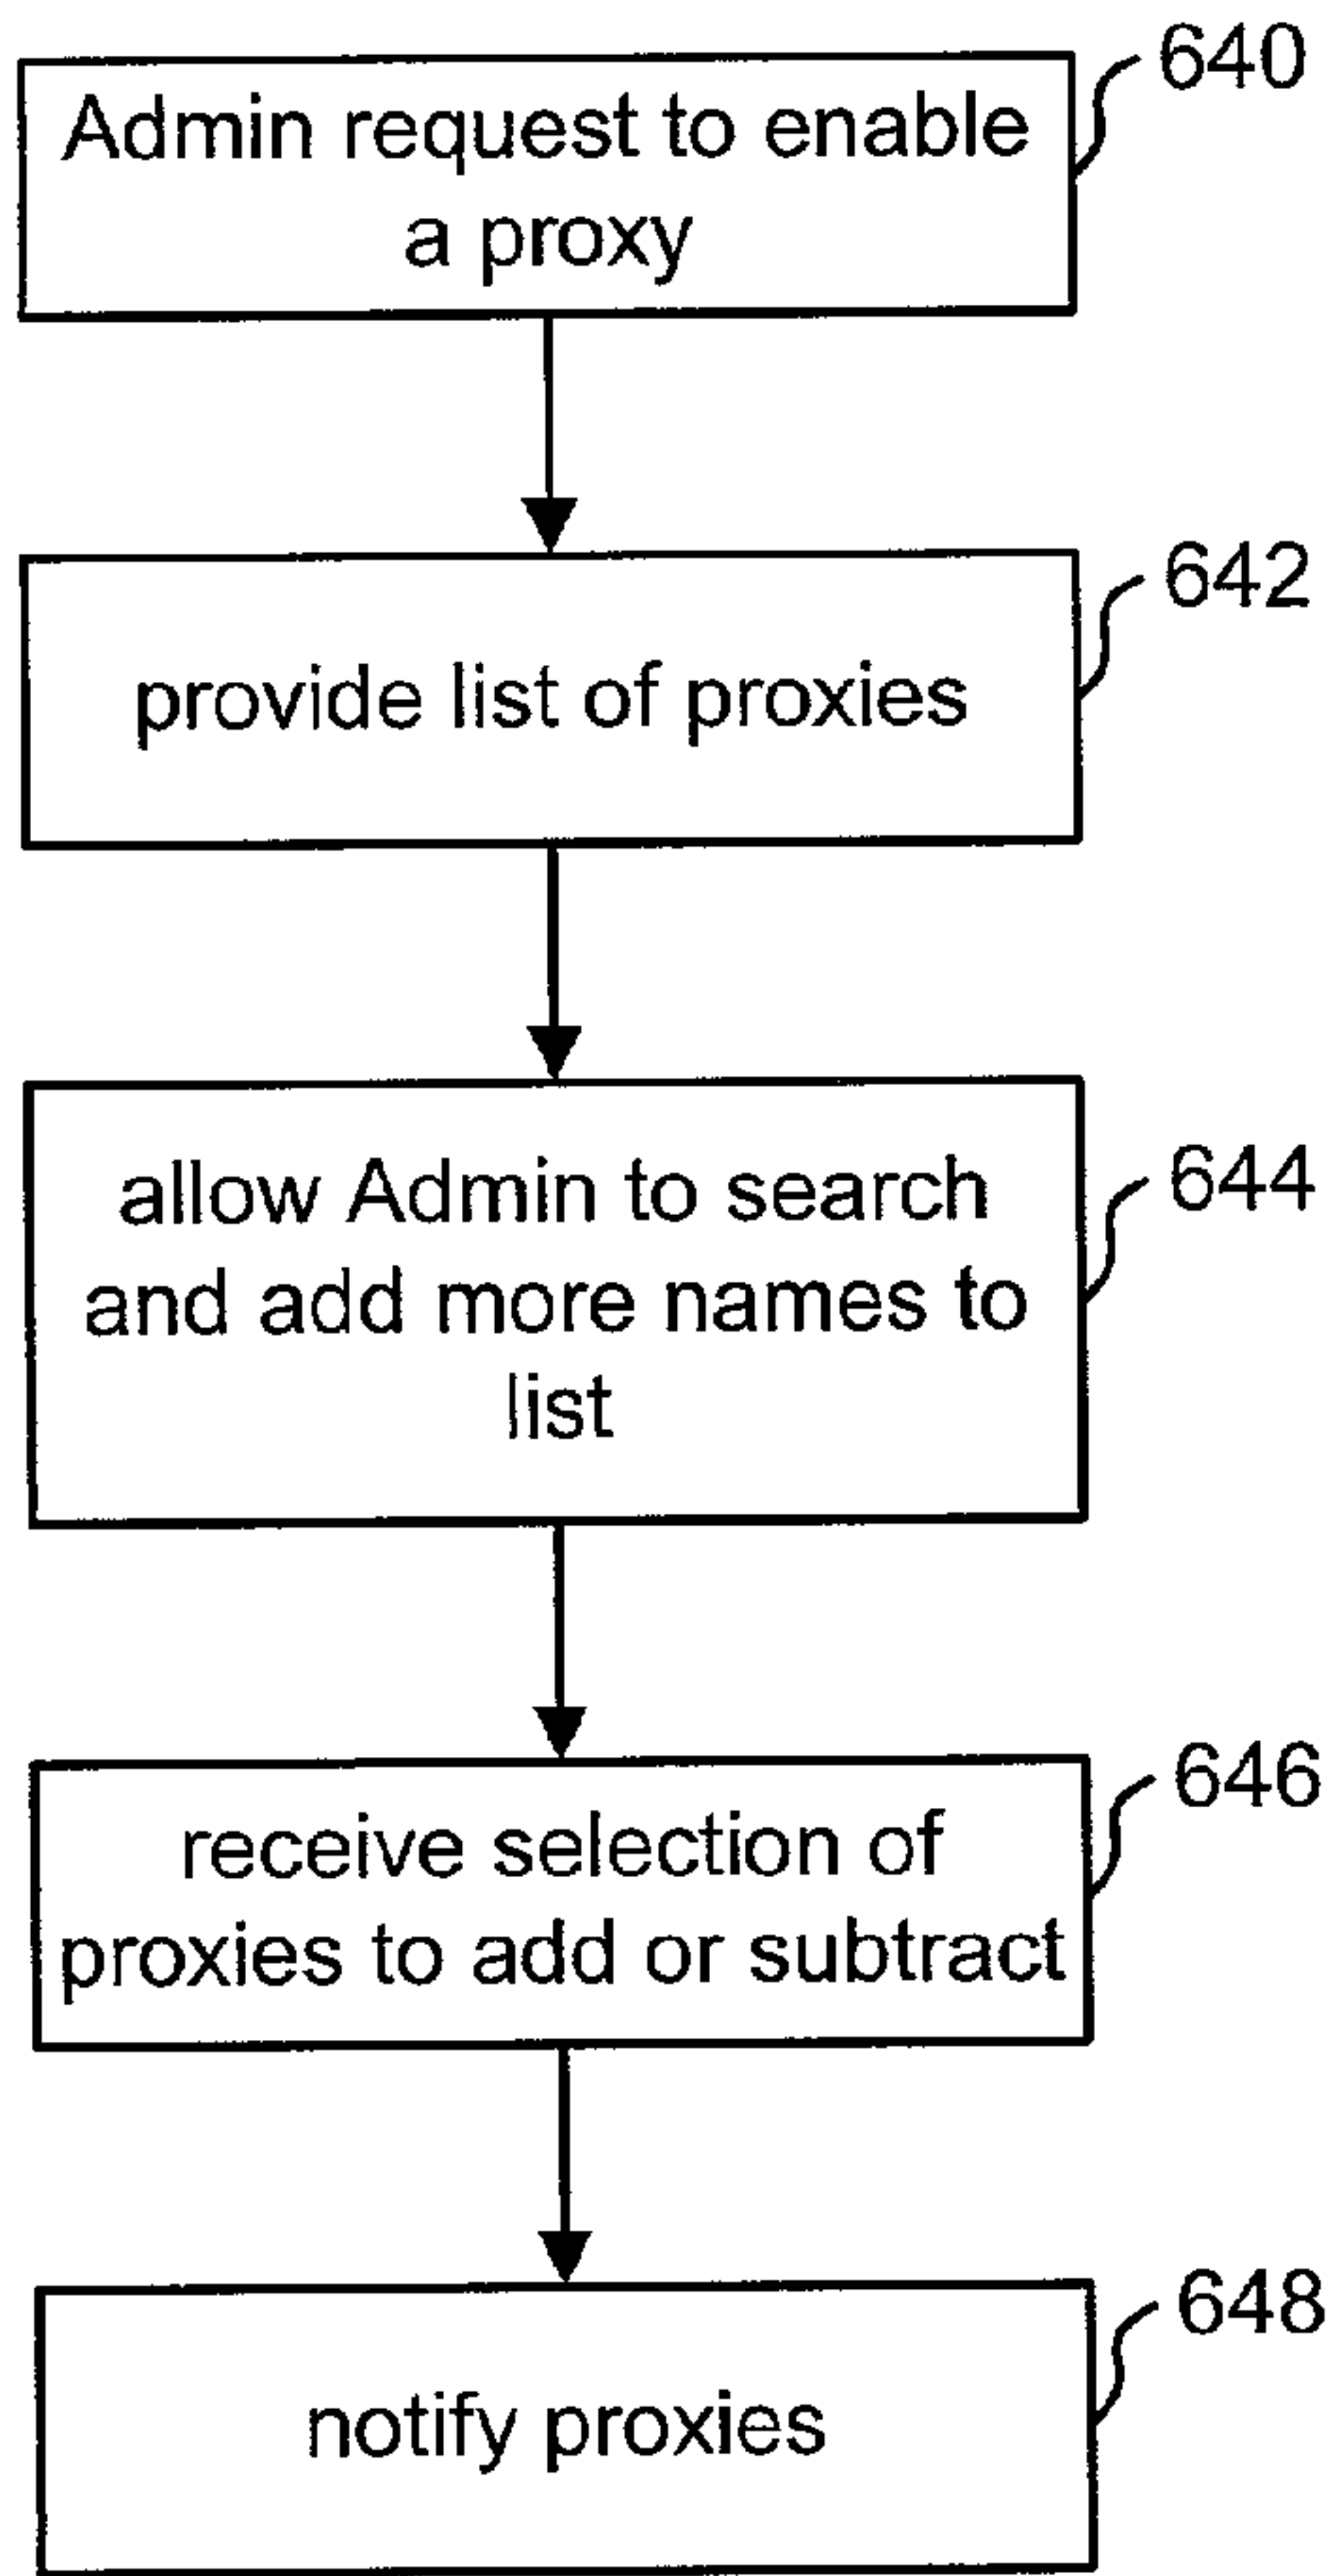 640
Admin request to enable
a proxy
642
provide list of proxies
644
allow Admin to search
and add more names to
list
646
receive selection of
proxies to add or subtract
648
notify proxies